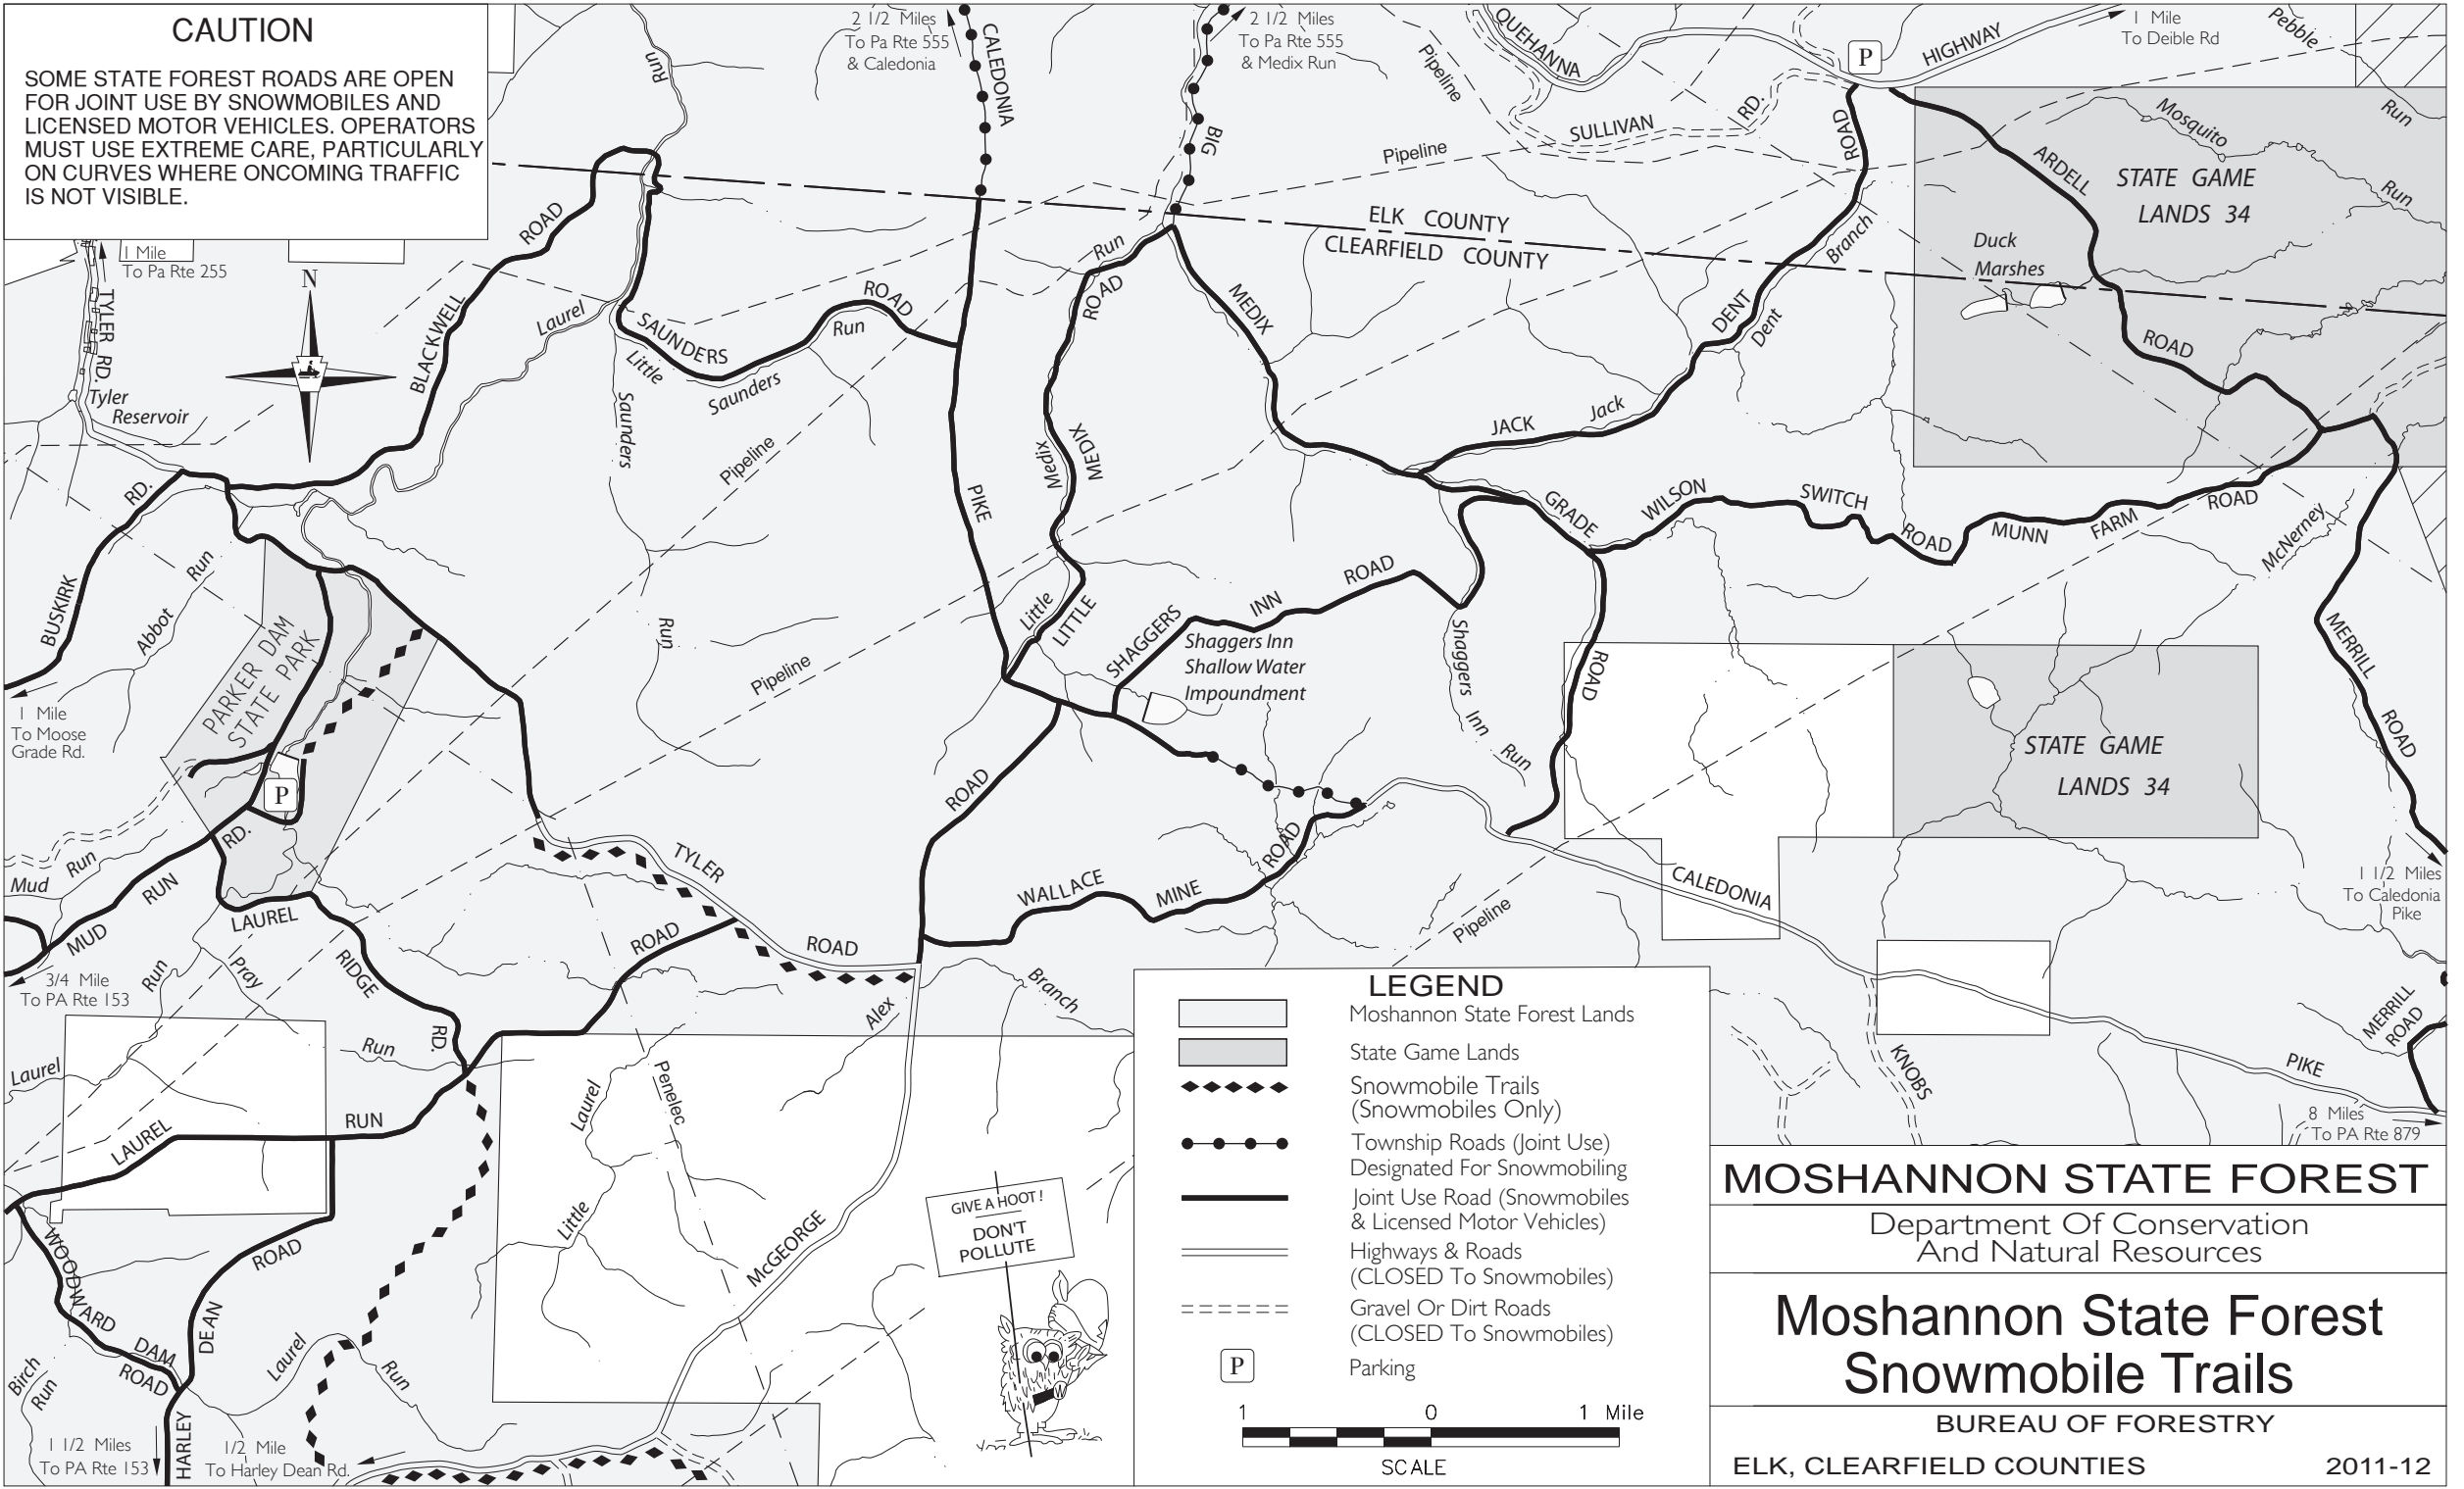 CAUTION
SOME STATE FOREST ROADS ARE OPEN
FOR JOINT USE BY SNOWMOBILES AND
LICENSED MOTOR VEHICLES. OPERATORS
MUST USE EXTREME CARE, PARTICULARLY
ON CURVES WHERE ONCOMING TRAFFIC
IS NOT VISIBLE.
2 1/2 Miles
To Pa Rte 555
& Caledonia
CALEDONIA
2 1/2 Miles
To Pa Rte 555
& Medix Run
BIG
Pipeline
QUEHANNA
HIGHWAY
P
1 Mile
To Deible Rd
Pebble
Run
Run
SULLIVAN
RD.
Pipeline
ROAD
Mosquito
Run
ARDELL
STATE GAME
LANDS 34
Duck
Marshes
ROAD
ELK COUNTY
CLEARFIELD COUNTY
Branch
DENT
Dent
1 Mile
To Pa Rte 255
TYLER RD.
Tyler
Reservoir
N
ROAD
BLACKWELL
Laurel
SAUNDERS
ROAD
Little
Saunders
Run
Saunders
Run
Pipeline
Run
ROAD
MEDIX
Medix
MEDIX
PIKE
JACK
Jack
GRADE
WILSON
SWITCH
ROAD
MUNN
FARM
ROAD
McNerney
RD.
BUSKIRK
Run
Abbot
1 Mile
To Moose
Grade Rd.
PARKER DAM
STATE PARK
P
Pipeline
Little
LITTLE
SHAGGERS
INN
ROAD
Shaggers Inn
Shallow Water
Impoundment
Shaggers
Inn
Run
ROAD
MERRILL
ROAD
STATE GAME
LANDS 34
ROAD
ROAD
RD.
Run
Mud
RUN
MUD
LAUREL
RIDGE
RD.
3/4 Mile
To PA Rte 153
Run
Pray
Run
Laurel
TYLER
ROAD
ROAD
WALLACE
MINE
CALEDONIA
Pipeline
1 1/2 Miles
To Caledonia
Pike
Alex
Branch
MERRILL
ROAD
KNOBS
PIKE
8 Miles
To PA Rte 879
LAUREL
RUN
Laurel
Penelec
Little
McGEORGE
WOODWARD
DAM
ROAD
ROAD
DEAN
HARLEY
Birch
Run
Laurel
Run
1 1/2 Miles
To PA Rte 153
1/2 Mile
To Harley Dean Rd.
GIVE A HOOT !
DON'T
POLLUTE
W
LEGEND
Moshannon State Forest Lands
State Game Lands
Snowmobile Trails
(Snowmobiles Only)
Township Roads (Joint Use)
Designated For Snowmobiling
Joint Use Road (Snowmobiles
& Licensed Motor Vehicles)
Highways & Roads
(CLOSED To Snowmobiles)
Gravel Or Dirt Roads
(CLOSED To Snowmobiles)
P Parking
1 0 1 Mile
SCALE
MOSHANNON STATE FOREST
Department Of Conservation
And Natural Resources
Moshannon State Forest
Snowmobile Trails
BUREAU OF FORESTRY
ELK, CLEARFIELD COUNTIES 2011-12